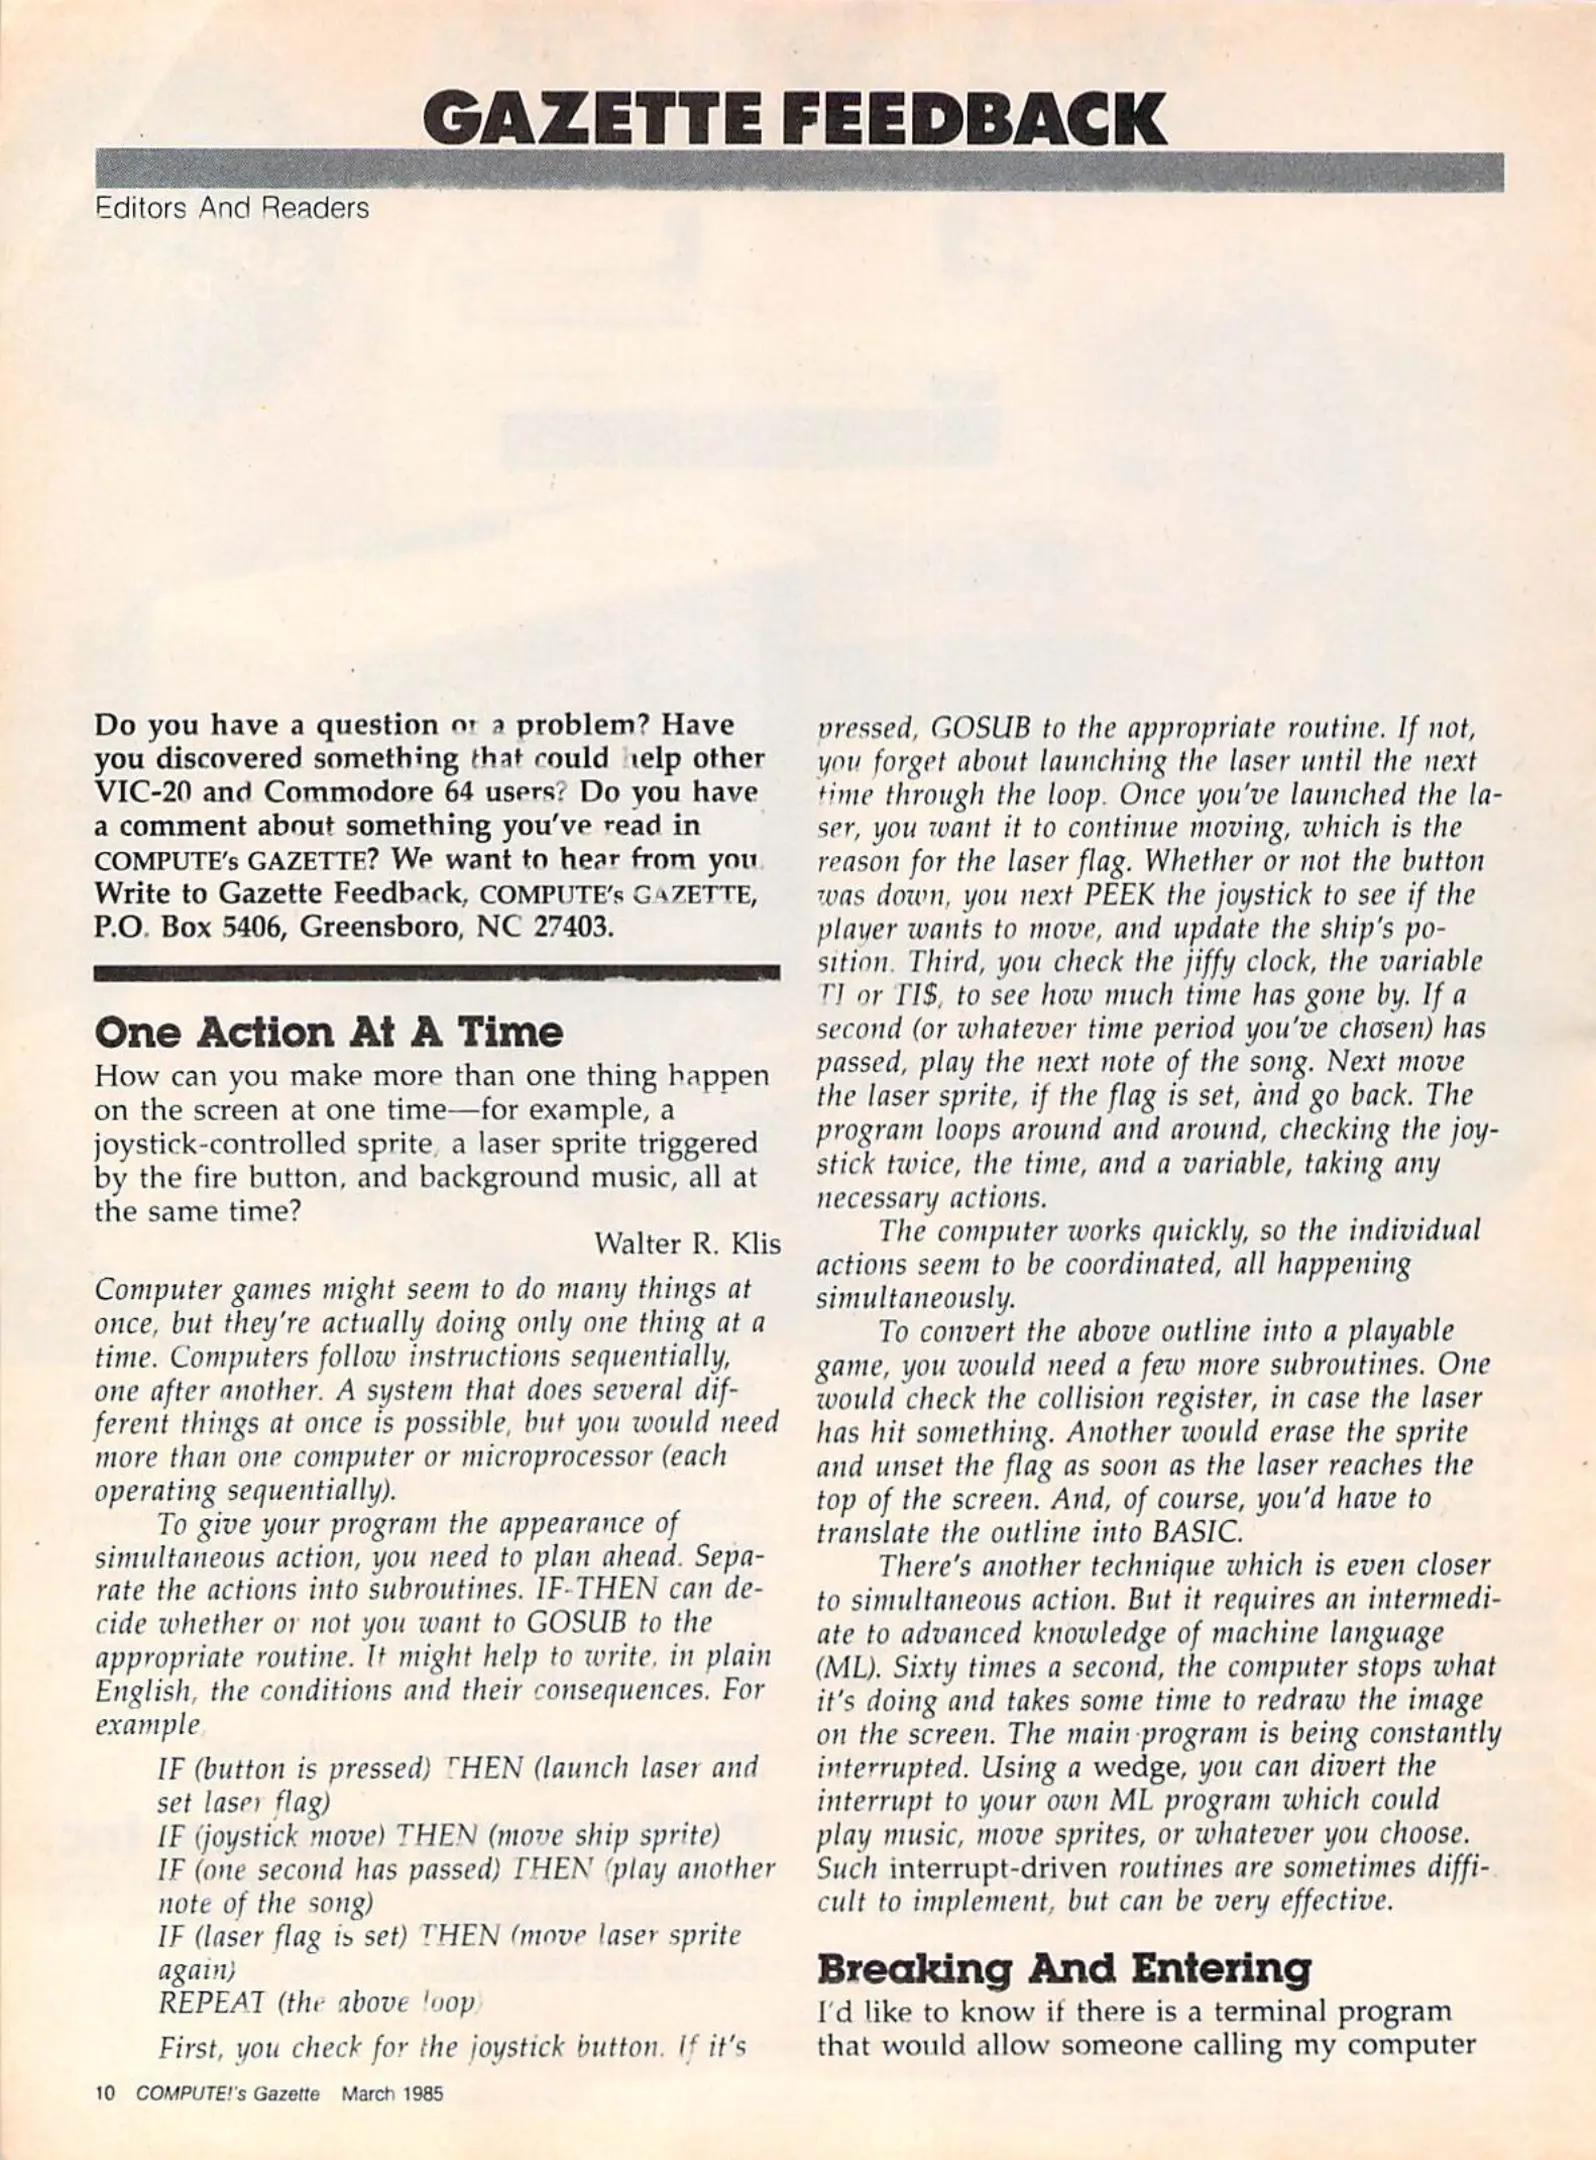 GAZETTE FEEDBACK
Editors And Readers
Do you have a question or a problem? Have
you discovered something that could help other
VIC-20 and Commodore 64 users? Do you have
a comment about something you've read in
COMPUTE's GAZETTE? We want to hear from you.
Write to Gazette Feedback, COMPUTE's GAZETTE,
P.O. Box 5406, Greensboro, NC 27403.
One Action At A Time
How can you make more than one thing happen
on the screen at one time—for example, a
joystick-controlled sprite, a laser sprite triggered
by the fire button, and background music, all at
the same time?
Walter R. Klis
Computer games might seem to do many things at
once, but they're actually doing only one thing at a
time. Computers follow instructions sequentially,
one after another. A system that does several dif-
ferent things at once is possible, but you would need
more than one computer or microprocessor (each
operating sequentially).
To give your program the appearance of
simultaneous action, you need to plan ahead. Sepa-
rate the actions into subroutines. IF-THEN can de-
cide whether or not you want to GOSUB to the
appropriate routine. It might help to write, in plain
English, the conditions and their consequences. For
example,
IF (button is pressed) THEN (launch laser and
set laser flag)
IF (joystick move) THEN (move ship sprite)
IF (one second has passed) THEN (play another
note of the song)
IF (laser flag is set) THEN (move laser sprite
again)
REPEAT (the above loop)
First, you check for the joystick button. If it's
pressed, GOSUB to the appropriate routine. If not,
you forget about launching the laser until the next
time through the loop. Once you've launched the la-
ser, you want it to continue moving, which is the
reason for the laser flag. Whether or not the button
was down, you next PEEK the joystick to see if the
player wants to move, and update the ship's po-
sition. Third, you check the jiffy clock, the variable
TI or TI$, to see how much time has gone by. If a
second (or whatever time period you've chosen) has
passed, play the next note of the song. Next move
the laser sprite, if the flag is set, and go back. The
program loops around and around, checking the joy-
stick twice, the time, and a variable, taking any
necessary actions.
The computer works quickly, so the individual
actions seem to be coordinated, all happening
simultaneously.
To convert the above outline into a playable
game, you would need a few more subroutines. One
would check the collision register, in case the laser
has hit something. Another would erase the sprite
and unset the flag as soon as the laser reaches the
top of the screen. And, of course, you'd have to
translate the outline into BASIC.
There's another technique which is even closer
to simultaneous action. But it requires an intermedi-
ate to advanced knowledge of machine language
(ML). Sixty times a second, the computer stops what
it's doing and takes some time to redraw the image
on the screen. The main program is being constantly
interrupted. Using a wedge, you can divert the
interrupt to your own ML program which could
play music, move sprites, or whatever you choose.
Such interrupt-driven routines are sometimes diffi-
cult to implement, but can be very effective.
Breaking And Entering
I'd like to know if there is a terminal program
that would allow someone calling my computer
10 COMPUTE!'s Gazette March 1985